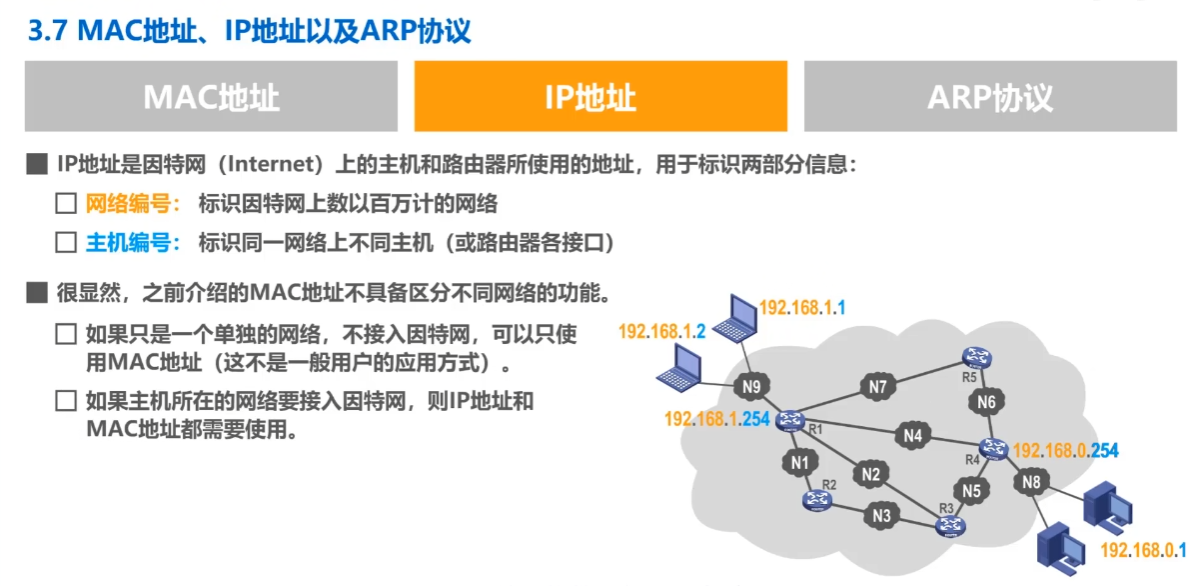 3.7 MAC地址、IP地址以及ARP协议
MAC地址
IP地址
ARP协议
IP地址是因特网（Internet）上的主机和路由器所使用的地址，用于标识两部分信息：
网络编号： 标识因特网上数以百万计的网络
主机编号： 标识同一网络上不同主机（或路由器各接口）
很显然，之前介绍的MAC地址不具备区分不同网络的功能。
如果只是一个单独的网络，不接入因特网，可以只使
用MAC地址（这不是一般用户的应用方式）。
如果主机所在的网络要接入因特网，则IP地址和
MAC地址都需要使用。
192.168.1.1
192.168.1.2
N9
N7
R5
N6
192.168.1.254
R1
N4
R4
192.168.0.254
N1
N2
N5
N8
R2
R3
N3
192.168.0.1